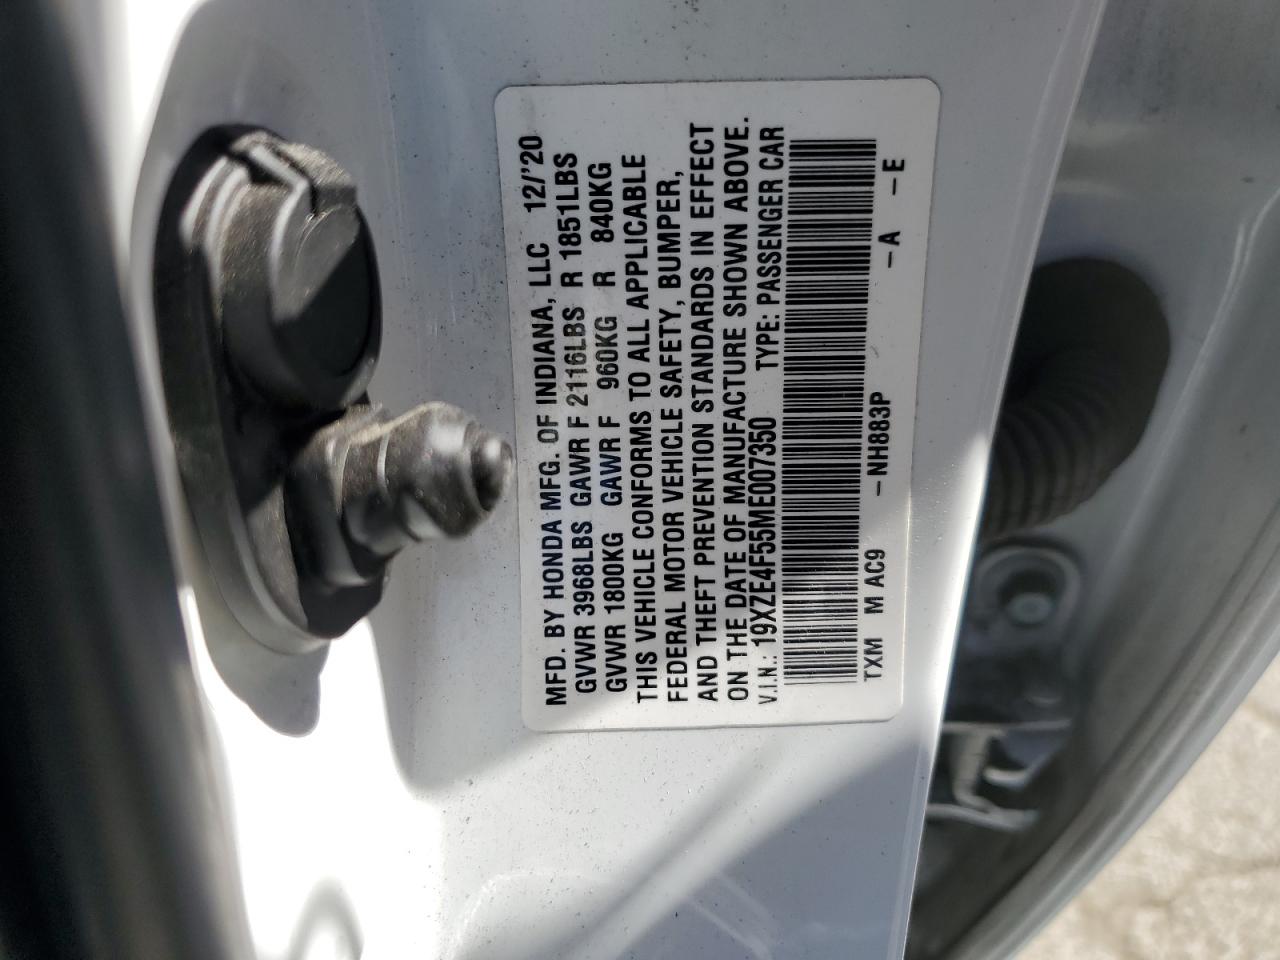 MFD. BY HONDA MFG. OF INDIANA, LLC 12/'20
GVWR 3968LBS GAWR F 2116LBS R 1851LBS
GVWR 1800KG GAWR F 960KG R 840KG
THIS VEHICLE CONFORMS TO ALL APPLICABLE
FEDERAL MOTOR VEHICLE SAFETY, BUMPER,
AND THEFT PREVENTION STANDARDS IN EFFECT
ON THE DATE OF MANUFACTURE SHOWN ABOVE.
V.I.N.: 19XZE4F55ME007350 TYPE: PASSENGER CAR
TXM M AC9 - NH883P - A - E